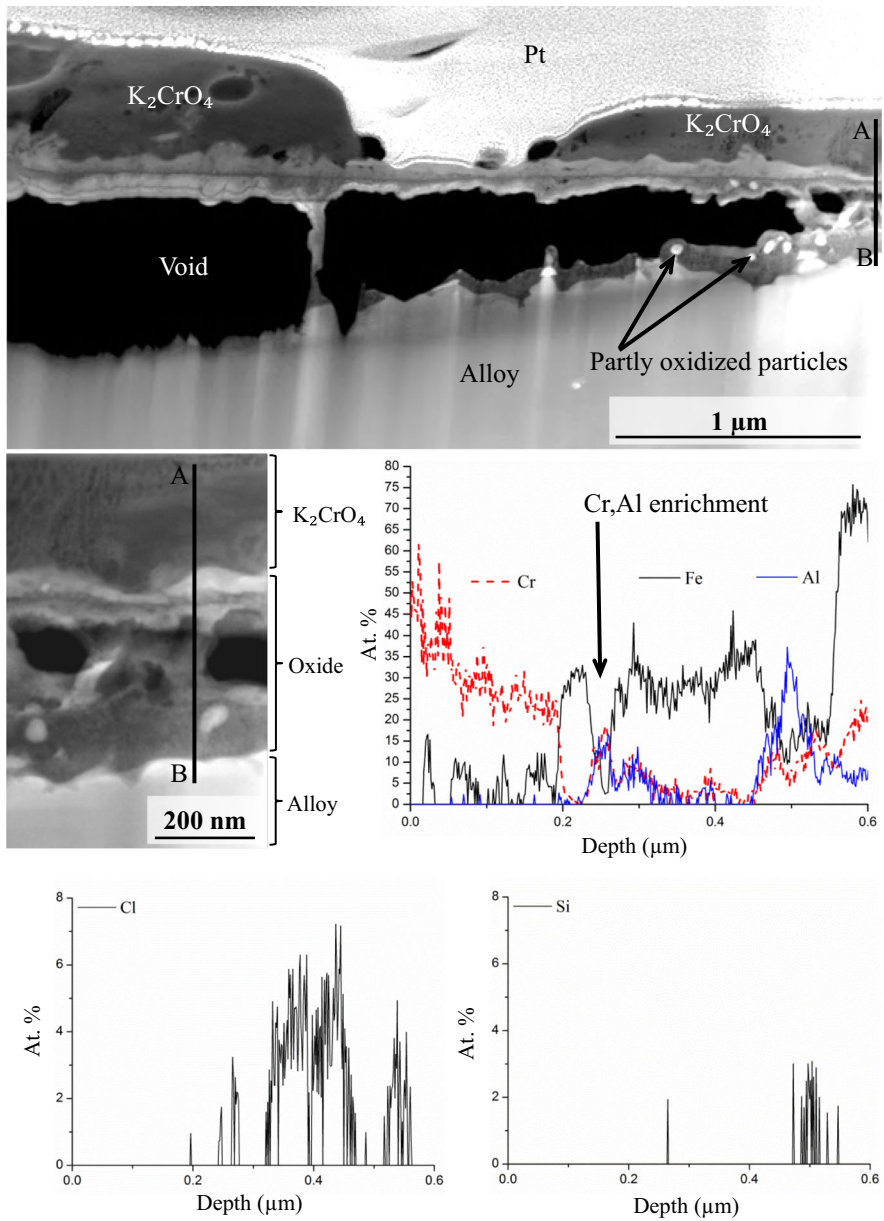 Pt
K₂CrO₄
K₂CrO₄
A
Void
B
Partly oxidized particles
Alloy
1 µm
A
K₂CrO₄
Oxide
B
Alloy
200 nm
80
75
70
65
60
55
50
45
40
35
30
25
20
15
10
5
0
At. %
Cr,Al enrichment
Cr
Fe
Al
0.0 0.2 0.4 0.6
Depth (µm)
8
6
4
2
0
At. %
Cl
0.0 0.2 0.4 0.6
Depth (µm)
8
6
4
2
0
At. %
Si
0.0 0.2 0.4 0.6
Depth (µm)